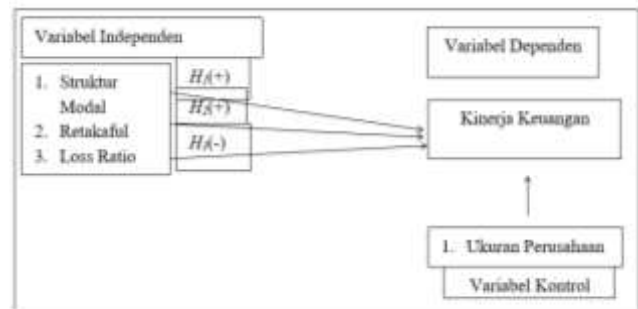 Variabel Independen
1. Struktur
Modal
2. Retakaful
3. Loss Ratio
(+)
(+)
(-)
Variabel Dependen
Kinerja Keuangan
1. Ukuran Perusahaan
Variabel Kontrol